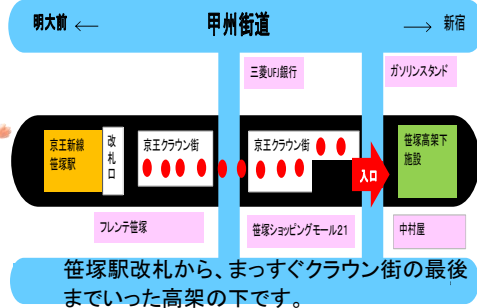 明大前 ← 甲州街道 → 新宿
三菱UFJ銀行
ガソリンスタンド
京王新線
笹塚駅
改札口
京王クラウン街
京王クラウン街
入口
笹塚高架下
施設
フレンテ笹塚
笹塚ショッピングモール21
中村屋
笹塚駅改札から、まっすぐクラウン街の最後
までいった高架の下です。